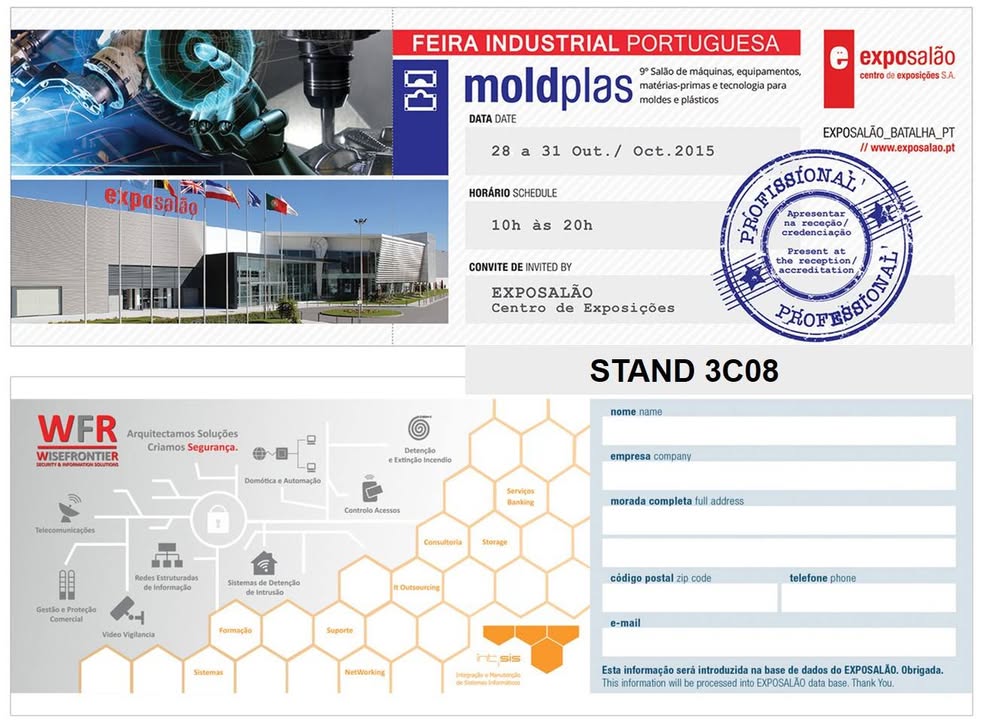 FEIRA INDUSTRIAL PORTUGUESA
moldplas
9º Salão de máquinas, equipamentos,
matérias-primas e tecnologia para
moldes e plásticos
e exposalão
centro de exposições S.A.
EXPOSALÃO_BATALHA_PT
// www.exposalao.pt
DATA DATE
28 a 31 Out./ Oct.2015
HORÁRIO SCHEDULE
10h às 20h
CONVITE DE INVITED BY
EXPOSALÃO
Centro de Exposições
PROFISSIONAL
Apresentar
na receção/
credenciação
Present at
the reception/
accreditation
PROFESSIONAL
exposalão
STAND 3C08
WFR
WISEFRONTIER
SECURITY & INFORMATION SOLUTIONS
Arquitectamos Soluções
Criamos Segurança.
Domótica e Automação
Detenção
e Extinção Incendio
Controlo Acessos
Telecomunicações
Redes Estruturadas
de Informação
Sistemas de Detenção
de Intrusão
Gestão e Proteção
Comercial
Video Vigilancia
Serviços
Banking
Consultoria
Storage
It Outsourcing
Formação
Suporte
Sistemas
NetWorking
intsis
Integração e Manutenção
de Sistemas Informáticos
nome name
empresa company
morada completa full address
código postal zip code
telefone phone
e-mail
Esta informação será introduzida na base de dados do EXPOSALÃO. Obrigada.
This information will be processed into EXPOSALÃO data base. Thank You.